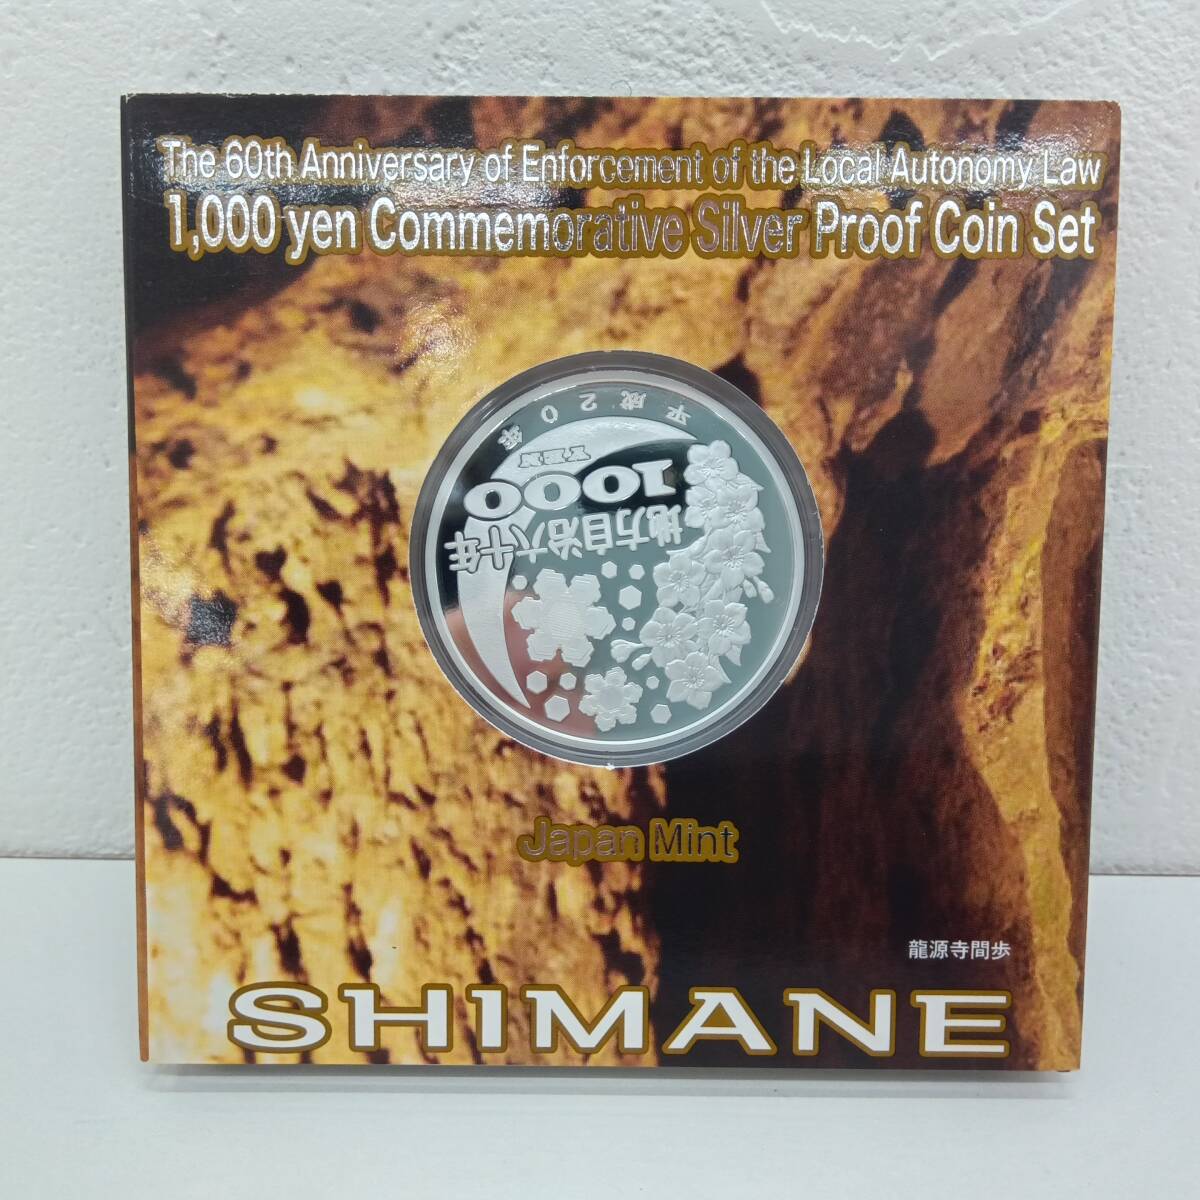 The 60th Anniversary of Enforcement of the Local Autonomy Law
1,000 yen Commemorative Silver Proof Coin Set
平成20年
YEN
1000
地方自治六十年
Japan Mint
龍源寺間歩
SHIMANE